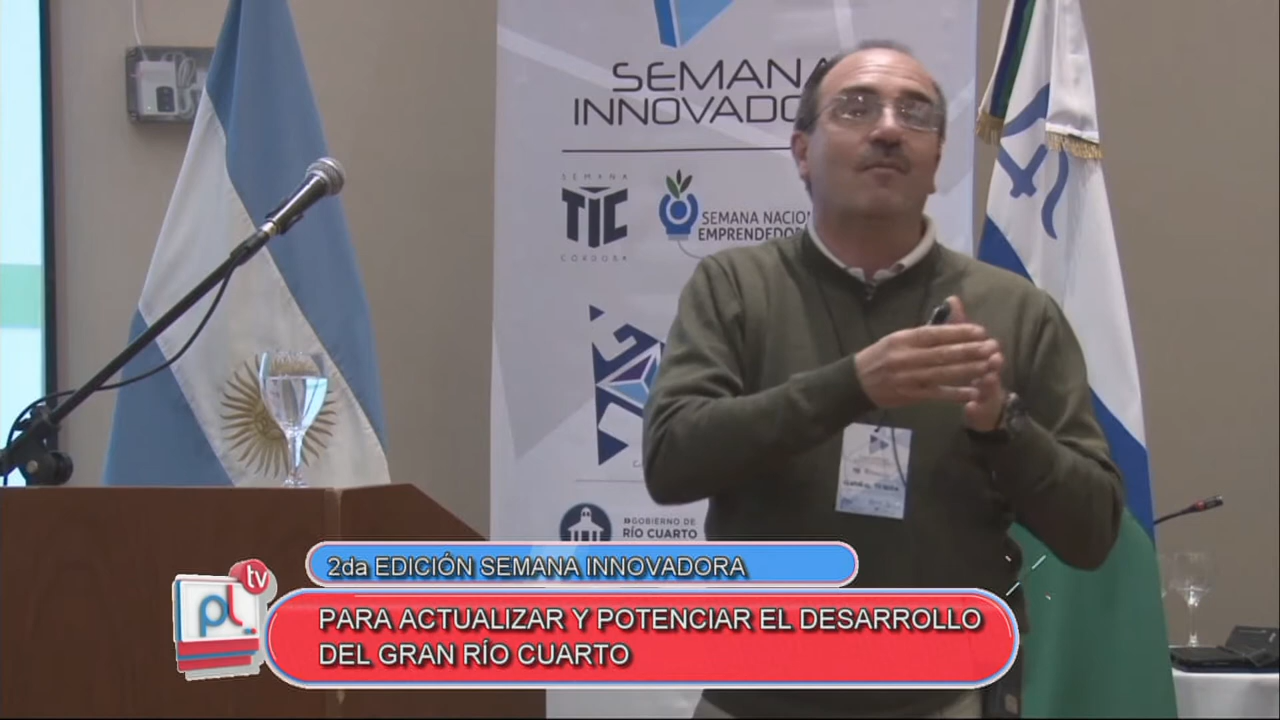 SEMANA
INNOVADO
SEMANA
TIC
CÓRDOBA
SEMANA NACIO
EMPRENDEDO
GOBIERNO DE
RÍO CUARTO
2da EDICIÓN SEMANA INNOVADORA
tv
pl
PARA ACTUALIZAR Y POTENCIAR EL DESARROLLO
DEL GRAN RÍO CUARTO